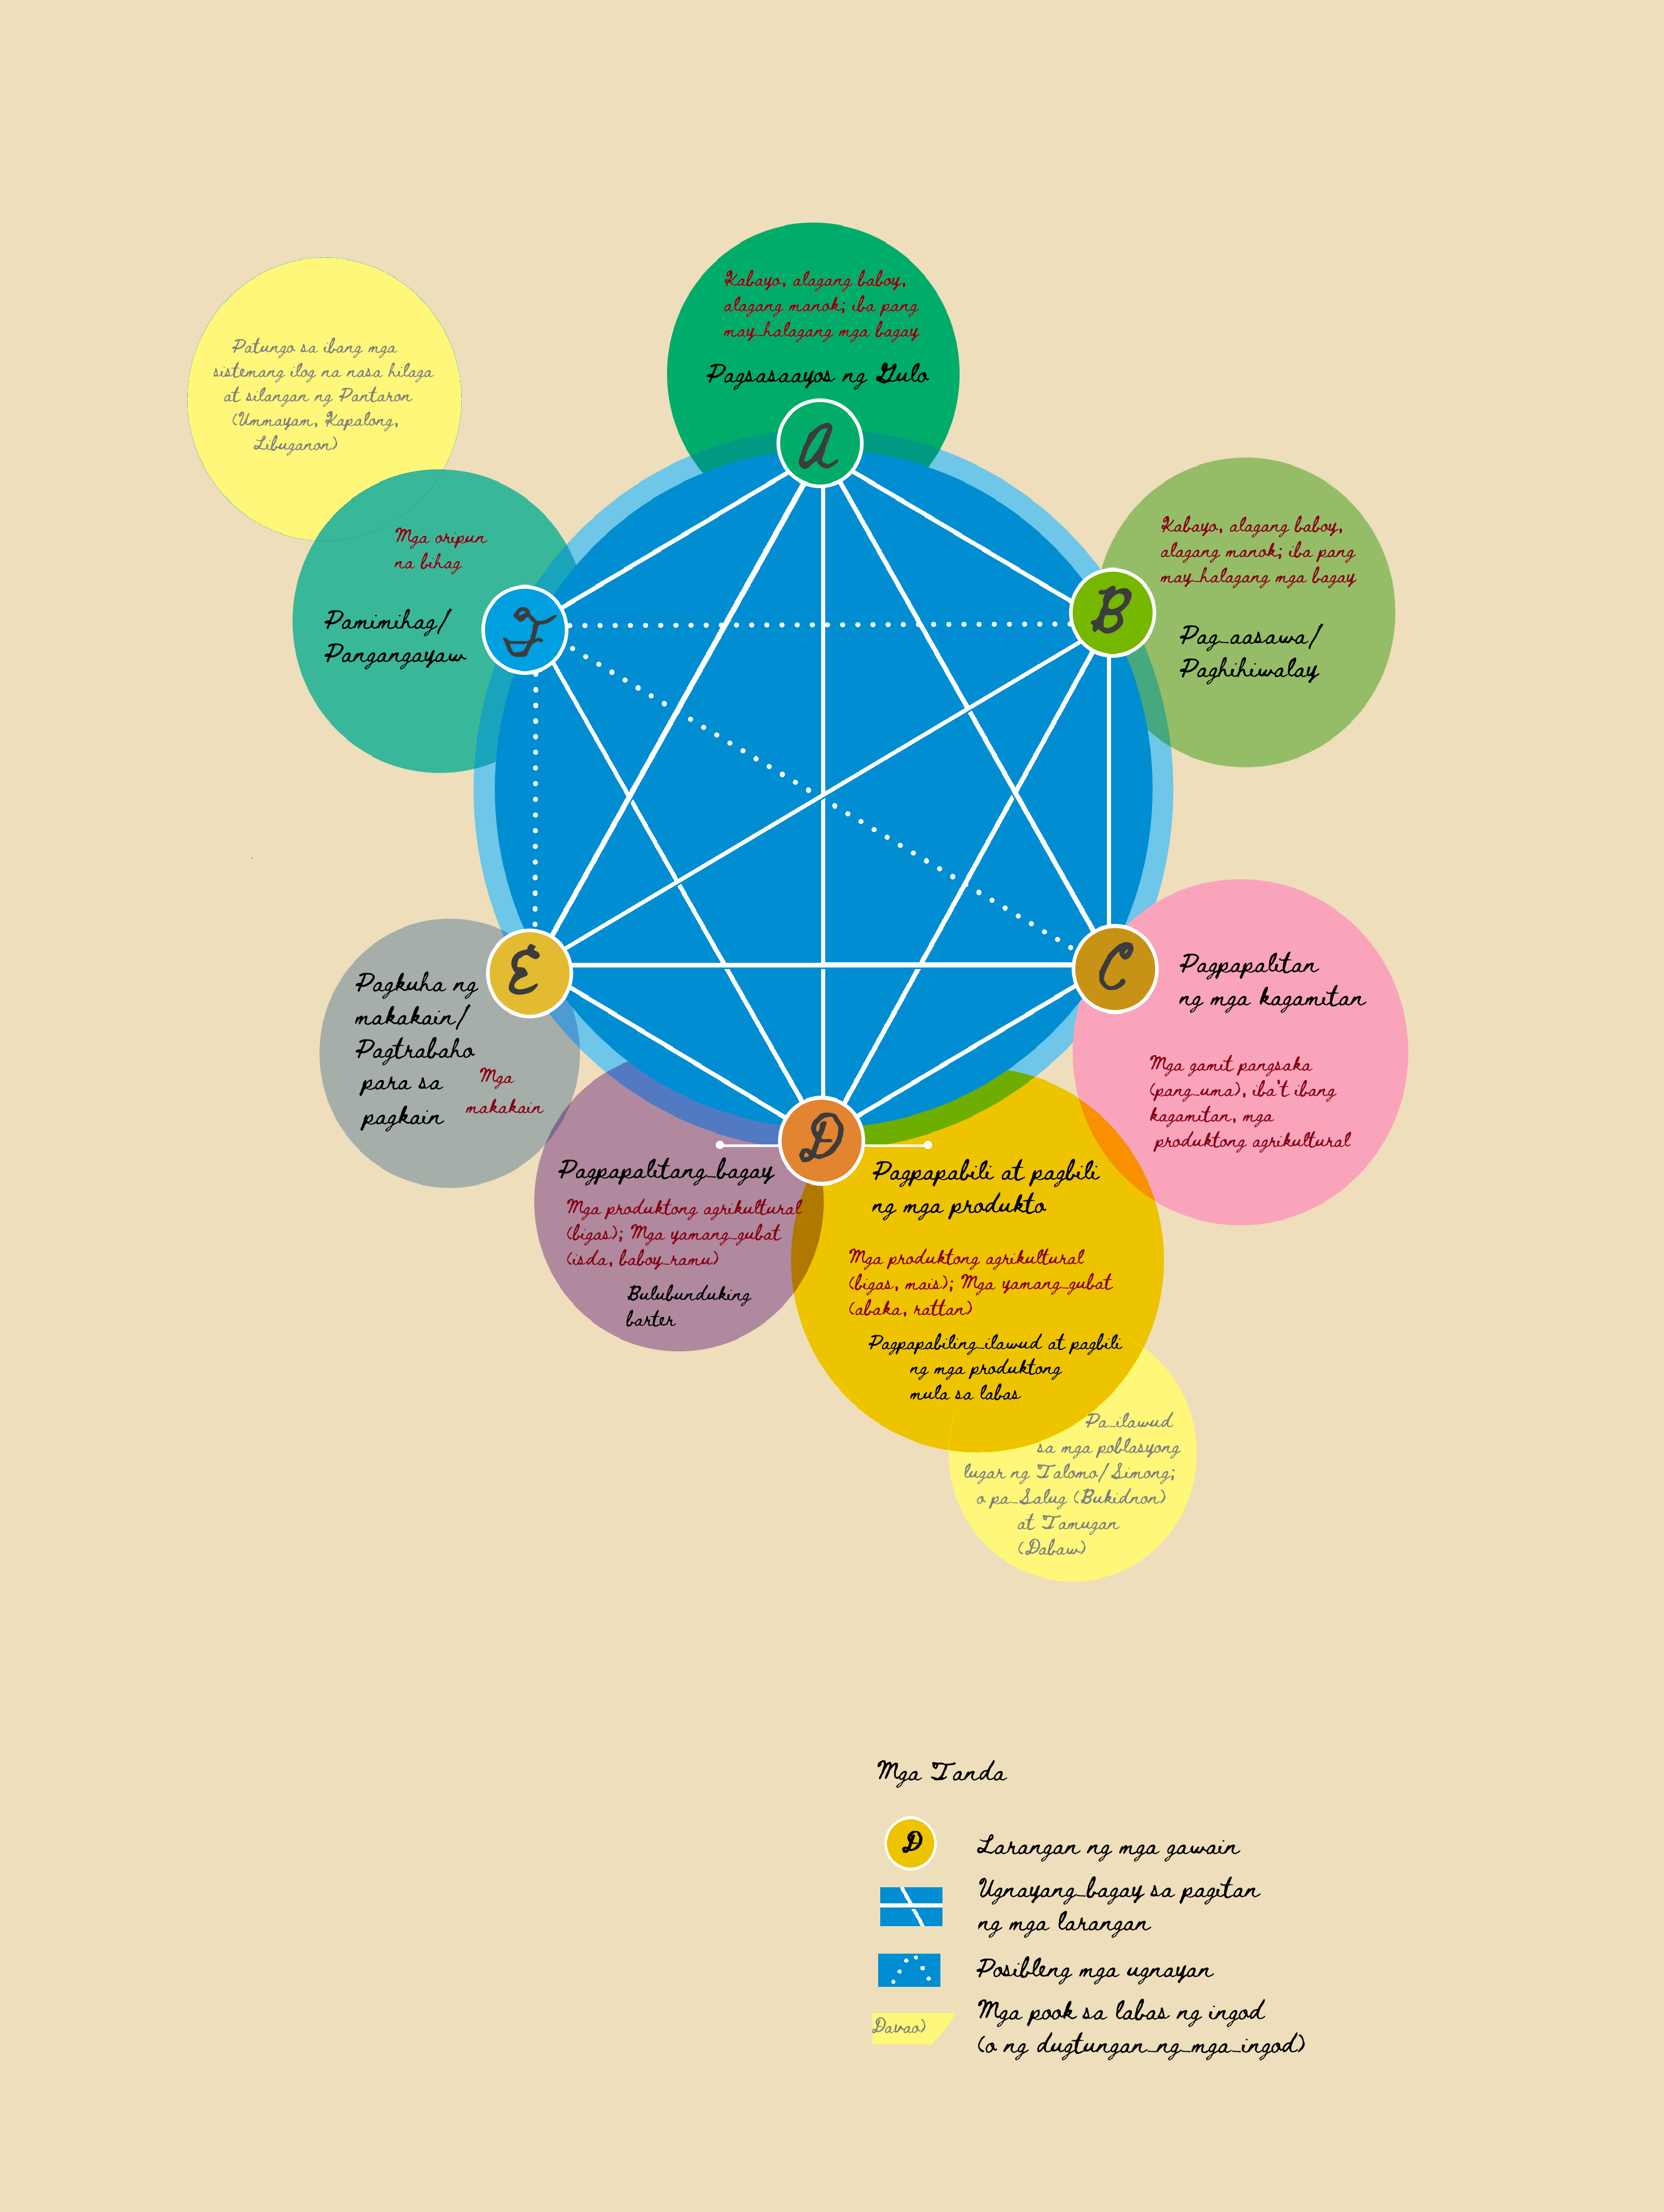 Kabayo, alagang baboy,
alagang manok; iba pang
may-halagang mga bagay
Pagsasaayos ng Gulo
A
Patungo sa ibang mga
sistemang ilog na nasa hilaga
at silangan ng Pantaron
(Ummayam, Kapalong,
Libuganon)
Mga oripun
na bihag
Pamimihag/
Pangangayaw
F
Kabayo, alagang baboy,
alagang manok; iba pang
may-halagang mga bagay
B
Pag-aasawa/
Paghihiwalay
C
Pagpapalitan
ng mga kagamitan
Mga gamit pangsaka
(pang-uma), iba't ibang
kagamitan, mga
produktong agrikultural
E
Pagkuha ng
makakain/
Pagtrabaho
para sa
pagkain
Mga
makakain
D
Pagpapalitang-bagay
Mga produktong agrikultural
(bigas); Mga yamang-gubat
(isda, baboy-ramu)
Bulubunduking
barter
Pagpapabili at pagbili
ng mga produkto
Mga produktong agrikultural
(bigas, mais); Mga yamang-gubat
(abaka, rattan)
Pagpapabiling-ilawud at pagbili
ng mga produktong
mula sa labas
Pa-ilawud
sa mga poblasyong
lugar ng Talomo/Simong;
o pa-Salug (Bukidnon)
at Tamugan
(Dabaw)
Mga Tanda
D
Larangan ng mga gawain
Ugnayang-bagay sa pagitan
ng mga larangan
Posibleng mga ugnayan
Davao)
Mga pook sa labas ng ingod
(o ng dugtungan-ng-mga-ingod)